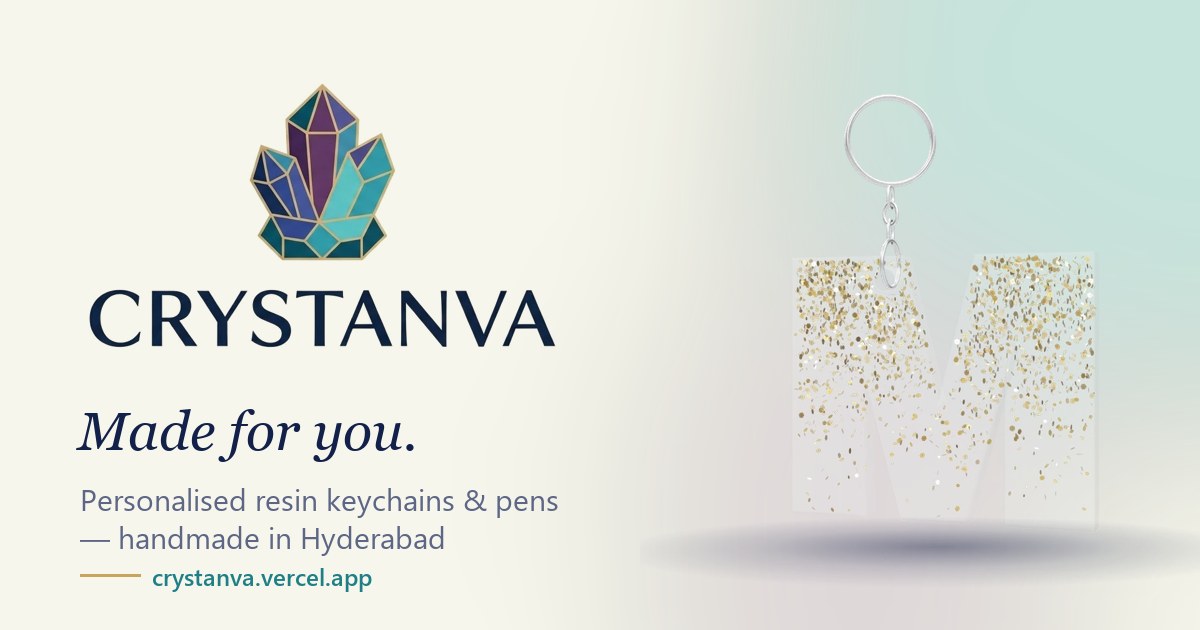 CRYSTANVA
Made for you.
Personalised resin keychains & pens
— handmade in Hyderabad
crystanva.vercel.app